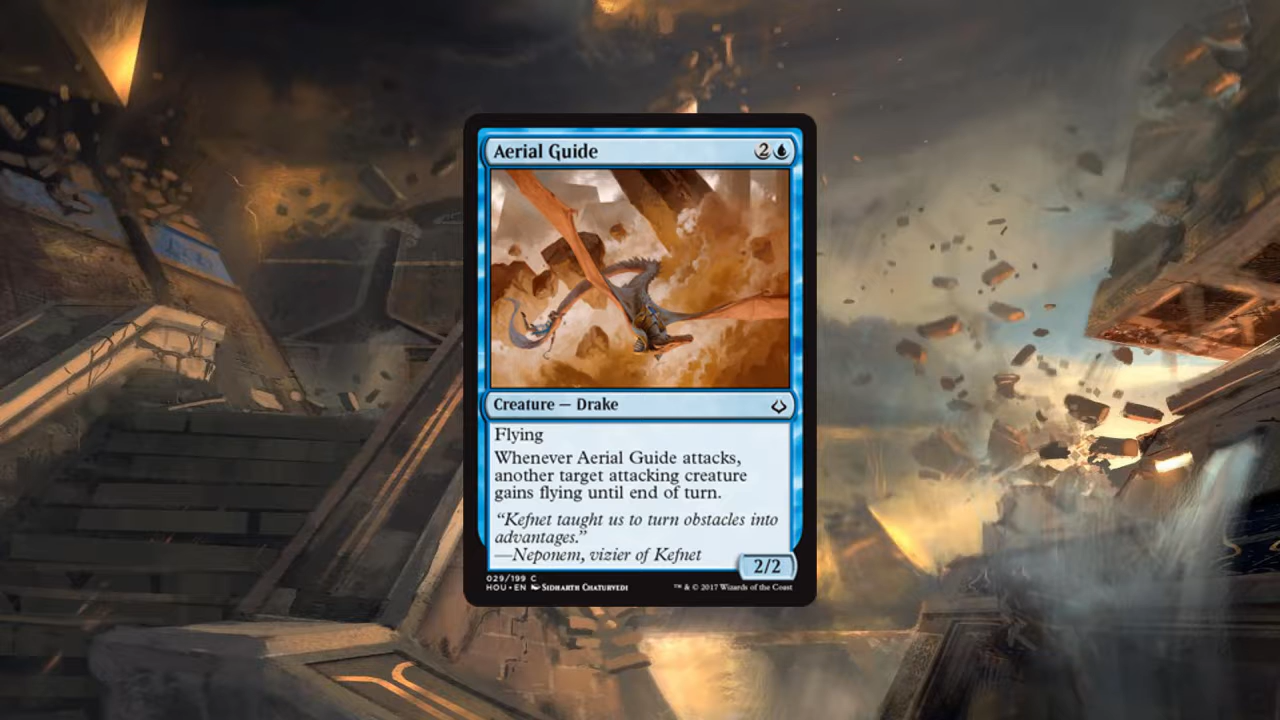 Aerial Guide 2
Creature — Drake
Flying
Whenever Aerial Guide attacks,
another target attacking creature
gains flying until end of turn.
“Kefnet taught us to turn obstacles into
advantages.”
—Neponem, vizier of Kefnet
2/2
029/199 C
HOU • EN Sidharth Chaturvedi ™ & © 2017 Wizards of the Coast